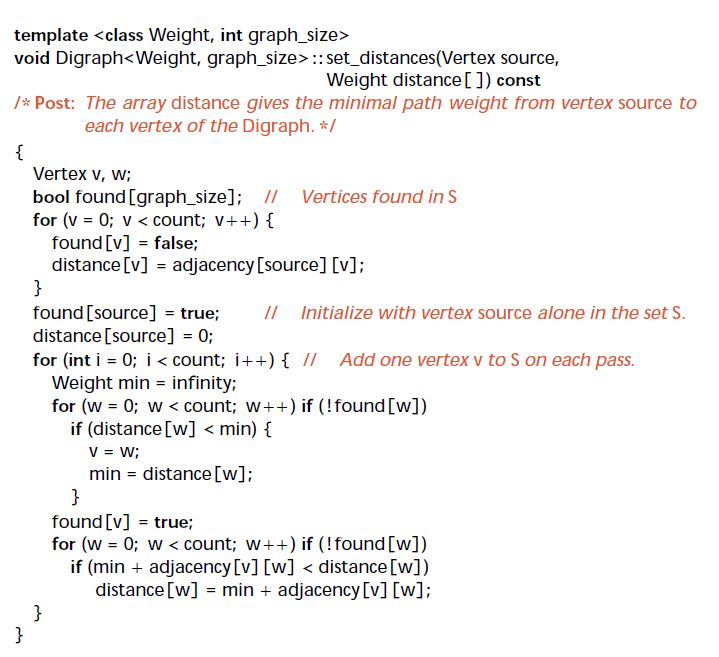 template <class Weight, int graph_size>
void Digraph<Weight, graph_size> :: set_distances(Vertex source,
Weight distance[ ]) const
/* Post: The array distance gives the minimal path weight from vertex source to
each vertex of the Digraph. */
{
Vertex v, w;
bool found[graph_size]; // Vertices found in S
for (v = 0; v < count; v++) {
found[v] = false;
distance[v] = adjacency[source][v];
}
found[source] = true; // Initialize with vertex source alone in the set S.
distance[source] = 0;
for (int i = 0; i < count; i++) { // Add one vertex v to S on each pass.
Weight min = infinity;
for (w = 0; w < count; w++) if (!found[w])
if (distance[w] < min) {
v = w;
min = distance[w];
}
found[v] = true;
for (w = 0; w < count; w++) if (!found[w])
if (min + adjacency[v][w] < distance[w])
distance[w] = min + adjacency[v][w];
}
}